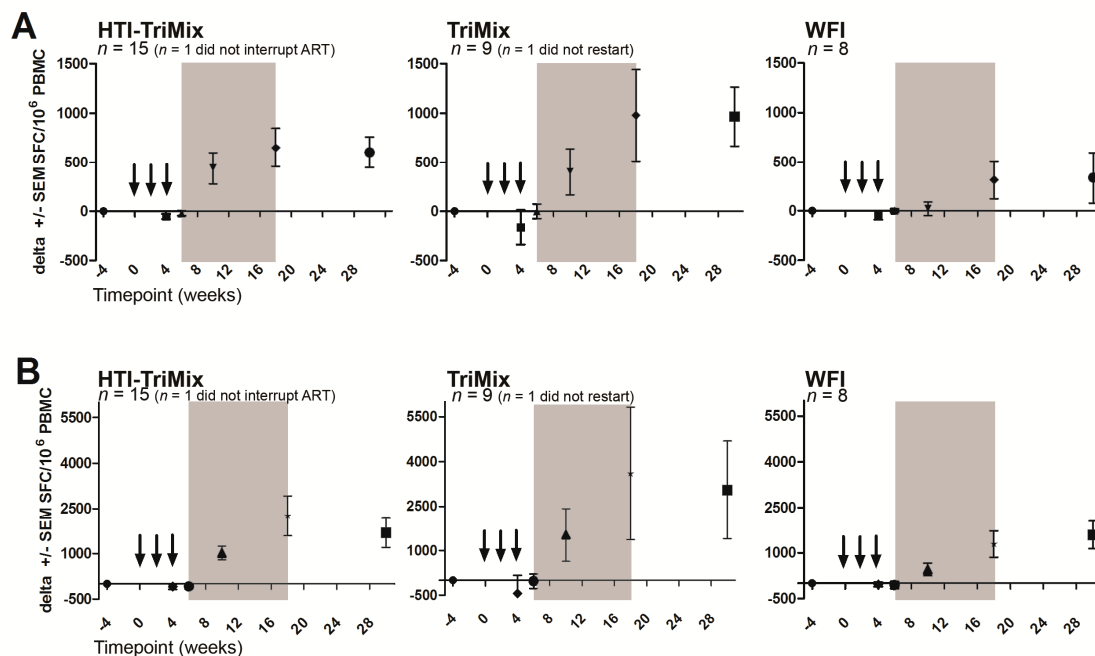 A
HTI-TriMix
n = 15 (n = 1 did not interrupt ART)
TriMix
n = 9 (n = 1 did not restart)
WFI
n = 8
delta +/- SEM SFC/10^6 PBMC
1500
1000
500
0
-500
-4 0 4 8 12 16 20 24 28
Timepoint (weeks)
1500
1000
500
0
-500
-4 0 4 8 12 16 20 24 28
1500
1000
500
0
-500
-4 0 4 8 12 16 20 24 28
B
HTI-TriMix
n = 15 (n = 1 did not interrupt ART)
TriMix
n = 9 (n = 1 did not restart)
WFI
n = 8
delta +/- SEM SFC/10^6 PBMC
5500
4000
2500
1000
-500
-4 0 4 8 12 16 20 24 28
Timepoint (weeks)
5500
4000
2500
1000
-500
-4 0 4 8 12 16 20 24 28
5500
4000
2500
1000
-500
-4 0 4 8 12 16 20 24 28